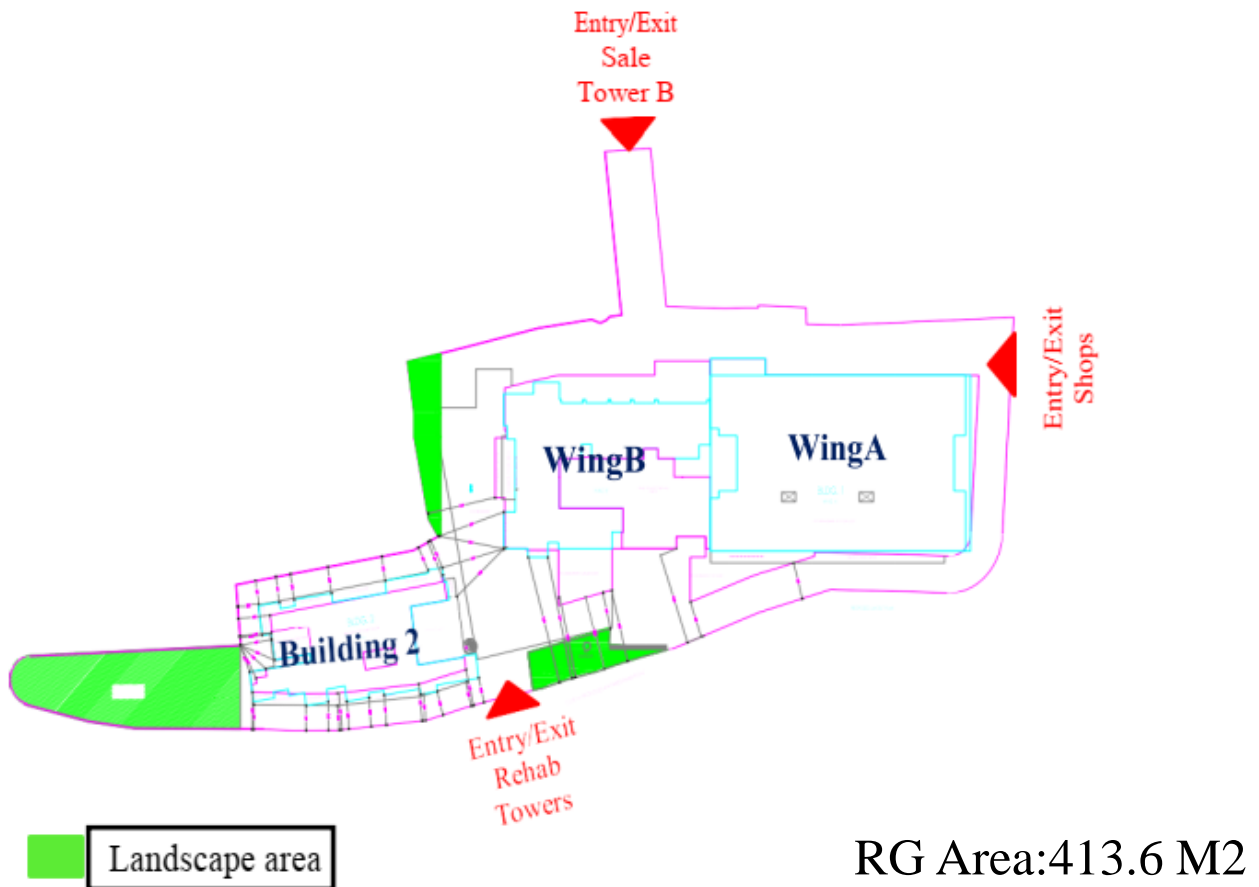 Entry/Exit
Sale
Tower B
Entry/Exit
Shops
WingB
WingA
Building 2
Entry/Exit
Rehab
Towers
Landscape area
RG Area:413.6 M2